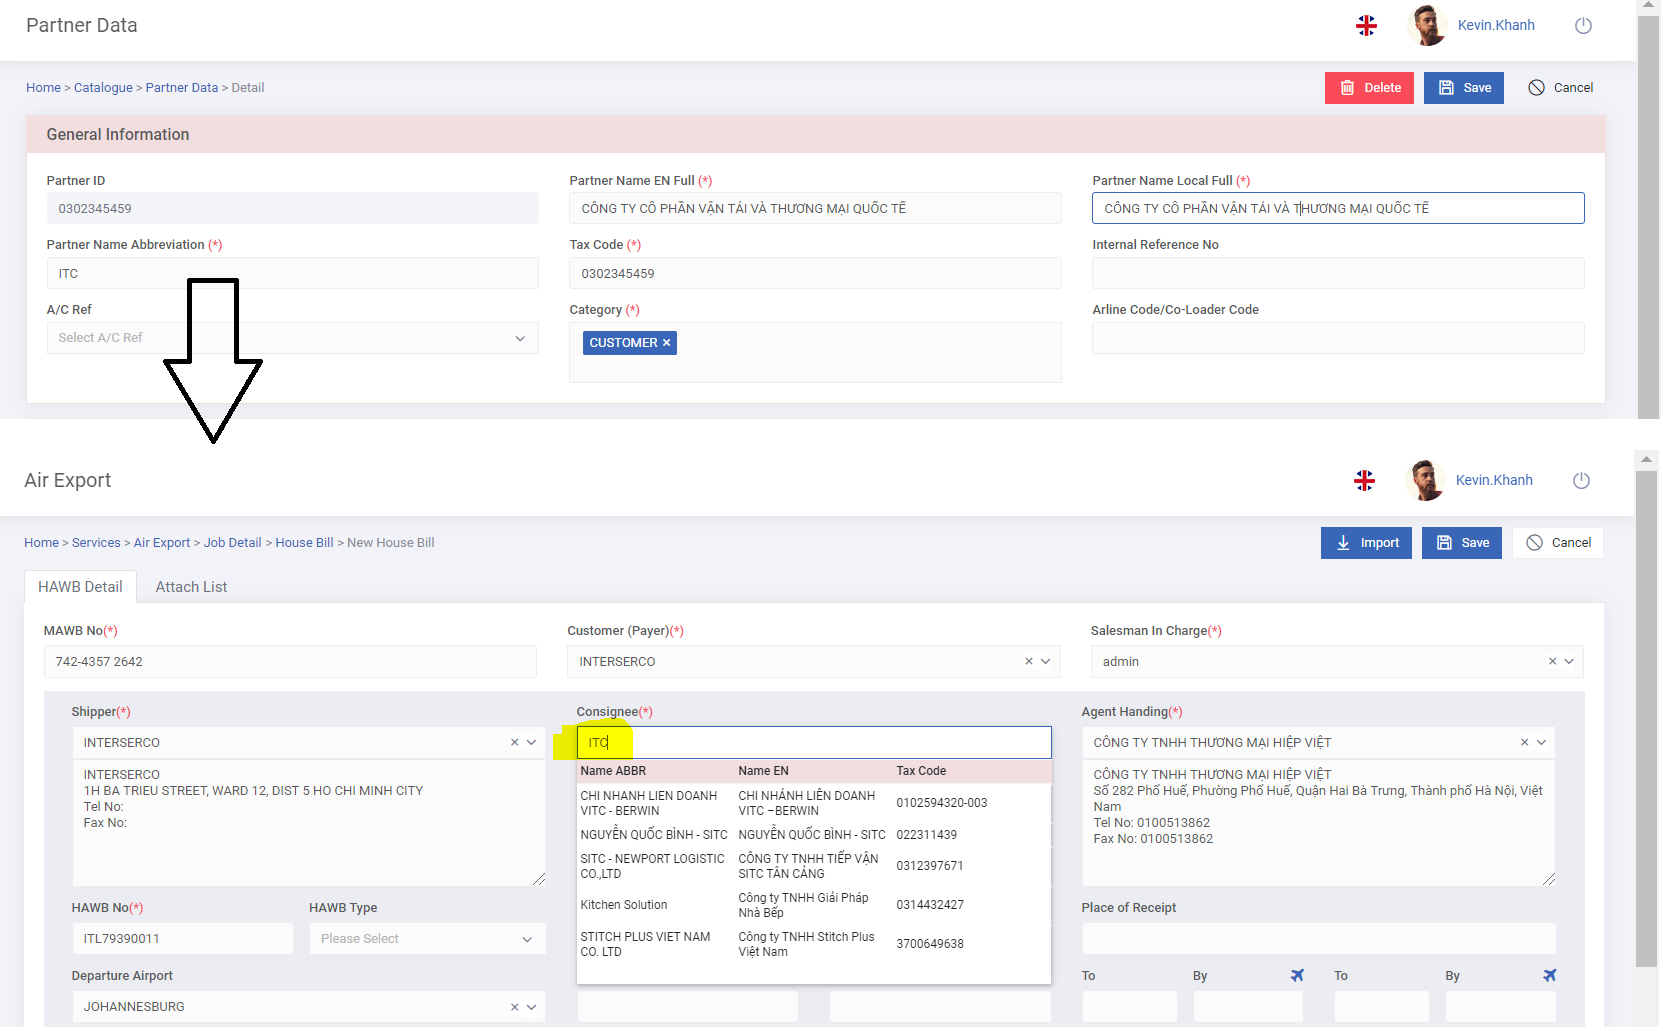 Partner Data
Kevin.Khanh
Home > Catalogue > Partner Data > Detail
Delete
Save
Cancel
General Information
Partner ID
Partner Name EN Full (*)
Partner Name Local Full (*)
0302345459
CÔNG TY CỔ PHẦN VẬN TẢI VÀ THƯƠNG MẠI QUỐC TẾ
CÔNG TY CỔ PHẦN VẬN TẢI VÀ THƯƠNG MẠI QUỐC TẾ
Partner Name Abbreviation (*)
Tax Code (*)
Internal Reference No
ITC
0302345459
A/C Ref
Category (*)
Arline Code/Co-Loader Code
Select A/C Ref
CUSTOMER ×
Air Export
Kevin.Khanh
Home > Services > Air Export > Job Detail > House Bill > New House Bill
Import
Save
Cancel
HAWB Detail
Attach List
MAWB No(*)
Customer (Payer)(*)
Salesman In Charge(*)
742-4357 2642
INTERSERCO
admin
Shipper(*)
Consignee(*)
Agent Handing(*)
INTERSERCO
ITC
CÔNG TY TNHH THƯƠNG MẠI HIỆP VIỆT
INTERSERCO
1H BA TRIEU STREET, WARD 12, DIST 5 HO CHI MINH CITY
Tel No:
Fax No:
Name ABBR
Name EN
Tax Code
CHI NHANH LIEN DOANH
VITC - BERWIN
CHI NHÁNH LIÊN DOANH
VITC –BERWIN
0102594320-003
NGUYỄN QUỐC BÌNH - SITC
NGUYỄN QUỐC BÌNH - SITC
022311439
SITC - NEWPORT LOGISTIC
CO.,LTD
CÔNG TY TNHH TIẾP VẬN
SITC TÂN CẢNG
0312397671
Kitchen Solution
Công ty TNHH Giải Pháp
Nhà Bếp
0314432427
STITCH PLUS VIET NAM
CO. LTD
Công ty TNHH Stitch Plus
Việt Nam
3700649638
CÔNG TY TNHH THƯƠNG MẠI HIỆP VIỆT
Số 282 Phố Huế, Phường Phố Huế, Quận Hai Bà Trưng, Thành phố Hà Nội, Việt
Nam
Tel No: 0100513862
Fax No: 0100513862
HAWB No(*)
HAWB Type
Place of Receipt
ITL79390011
Please Select
Departure Airport
To
By
To
By
JOHANNESBURG